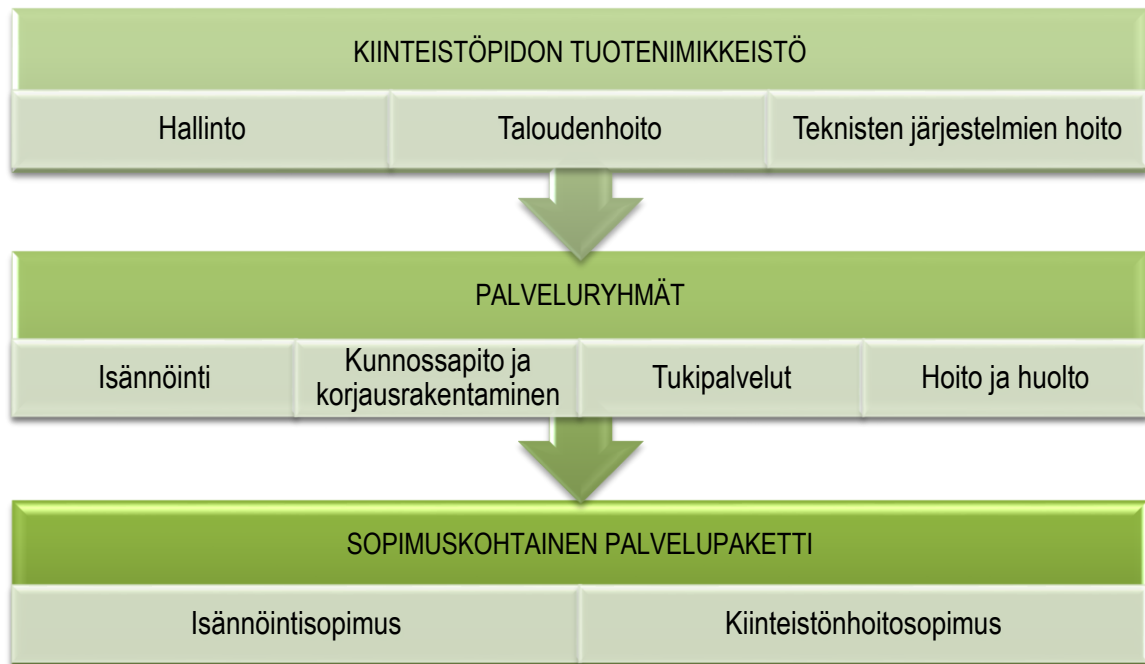 KIINTEISTÖPIDON TUOTENIMIKKEISTÖ
Hallinto
Taloudenhoito
Teknisten järjestelmien hoito
PALVELURYHMÄT
Isännöinti
Kunnossapito ja
korjausrakentaminen
Tukipalvelut
Hoito ja huolto
SOPIMUSKOHTAINEN PALVELUPAKETTI
Isännöintisopimus
Kiinteistönhoitosopimus